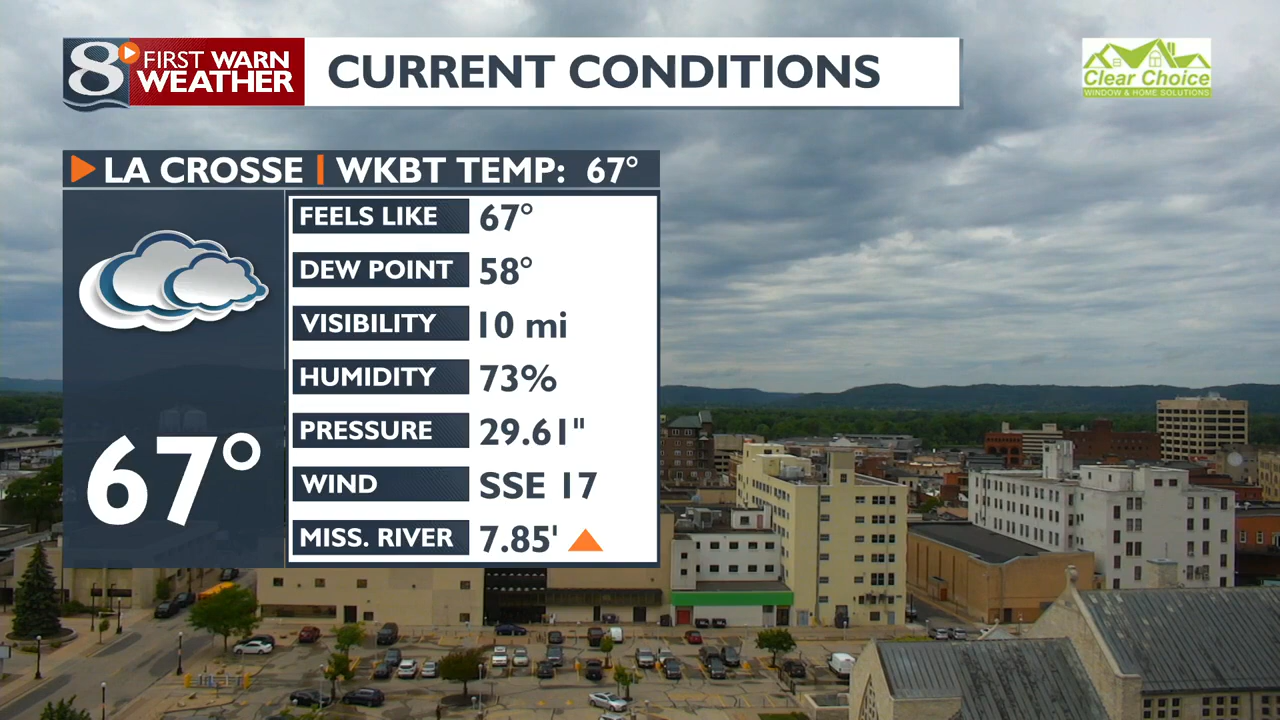 8 FIRST WARN
WEATHER
CURRENT CONDITIONS
Clear Choice
WINDOW & HOME SOLUTIONS
LA CROSSE | WKBT TEMP: 67°
67°
FEELS LIKE 67°
DEW POINT 58°
VISIBILITY 10 mi
HUMIDITY 73%
PRESSURE 29.61"
WIND SSE 17
MISS. RIVER 7.85'